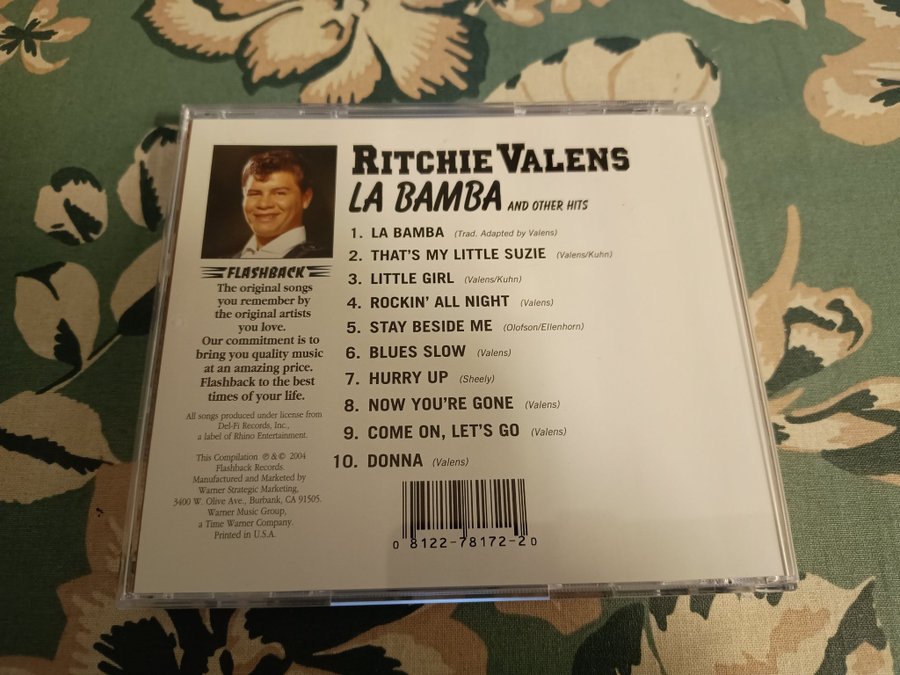 RITCHIE VALENS
LA BAMBA AND OTHER HITS
1. LA BAMBA (Trad. Adapted by Valens)
2. THAT'S MY LITTLE SUZIE (Valens/Kuhn)
3. LITTLE GIRL (Valens/Kuhn)
4. ROCKIN' ALL NIGHT (Valens)
5. STAY BESIDE ME (Olofson/Ellenhorn)
6. BLUES SLOW (Valens)
7. HURRY UP (Sheely)
8. NOW YOU'RE GONE (Valens)
9. COME ON, LET'S GO (Valens)
10. DONNA (Valens)
FLASHBACK
The original songs
you remember by
the original artists
you love.
Our commitment is to
bring you quality music
at an amazing price.
Flashback to the best
times of your life.
All songs produced under license from
Del-Fi Records, Inc.,
a label of Rhino Entertainment.
This Compilation ℗ & © 2004
Flashback Records.
Manufactured and Marketed by
Warner Strategic Marketing,
3400 W. Olive Ave., Burbank, CA 91505.
Warner Music Group,
a Time Warner Company.
Printed in U.S.A.
0 8122-78172-2 0